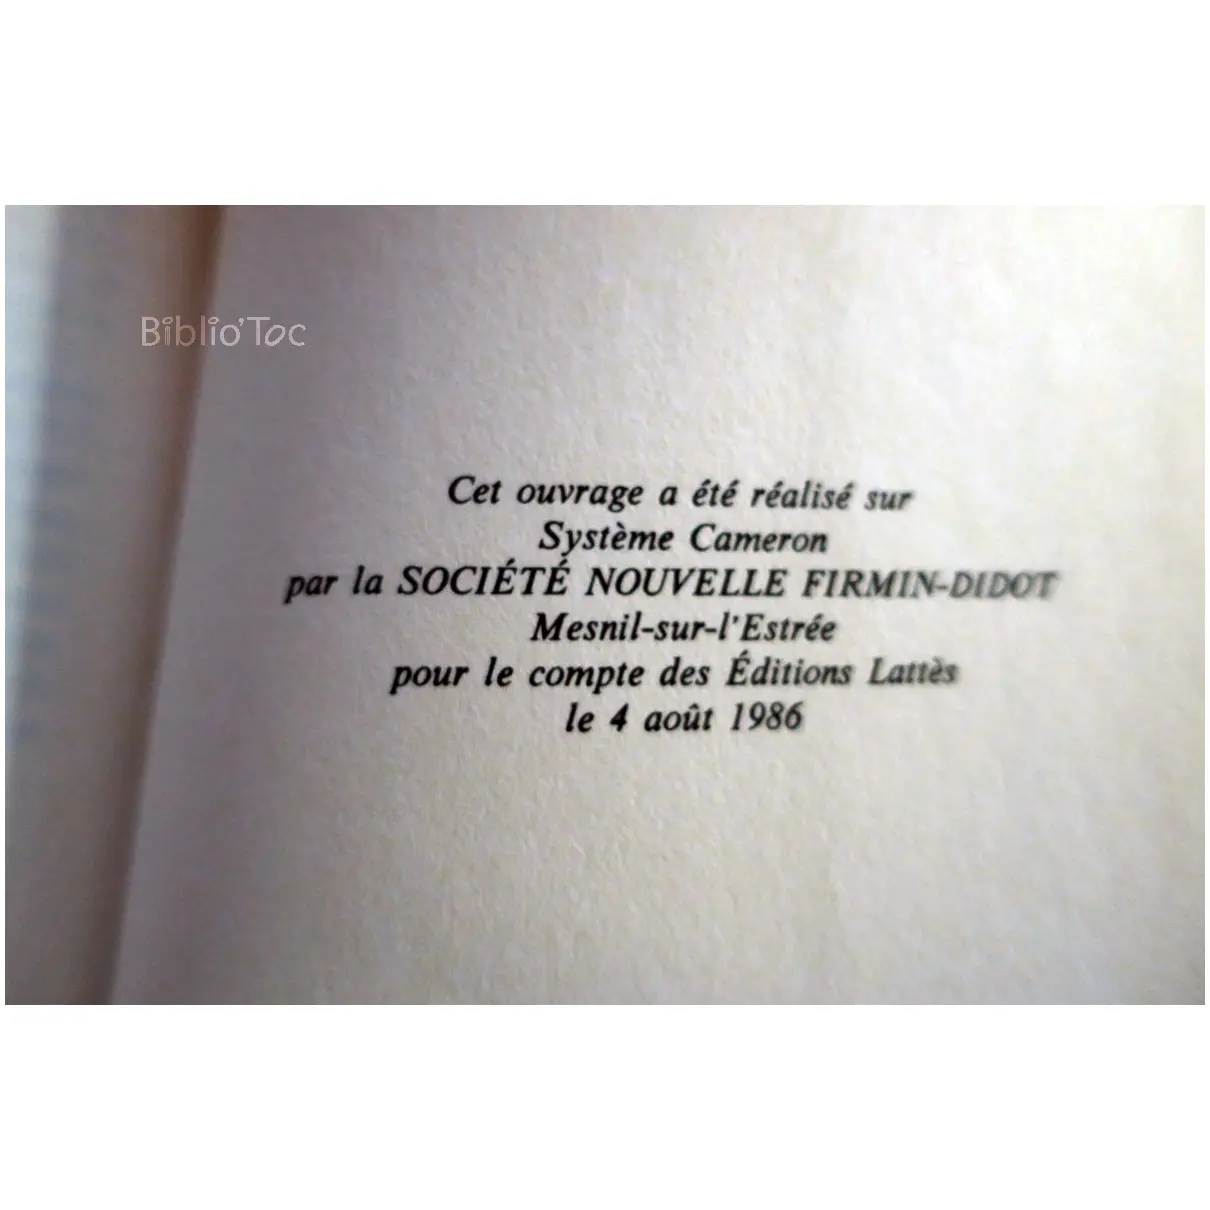 Biblio'Toc
Cet ouvrage a été réalisé sur
Système Cameron
par la SOCIÉTÉ NOUVELLE FIRMIN-DIDOT
Mesnil-sur-l'Estrée
pour le compte des Éditions Lattès
le 4 août 1986